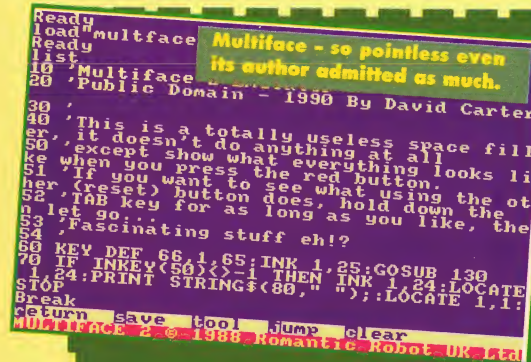 Ready
load"multface
Ready
list
10 'Multiface
20 'Public Domain - 1990 By David Carter
30 '
40 'This is a totally useless space fill
er, it doesn't do anything at all
50 'except show what everything looks li
ke when you press the red button.
51 'If you want to see what using the ot
her (reset) button does, hold down the
52 'TAB key for as long as you like, the
n let go...
53 'Fascinating stuff eh!?
54 '
60 KEY DEF 66,1,65:INK 1,25:GOSUB 130
70 IF INKEY(50)<>-1 THEN INK 1,24:LOCATE
1,24:PRINT STRING$(80," ");:LOCATE 1,1:
STOP
Break
return save tool jump clear
MULTIFACE 2 © 1988 Romantic Robot UK Ltd
Multiface - so pointless even
its author admitted as much.